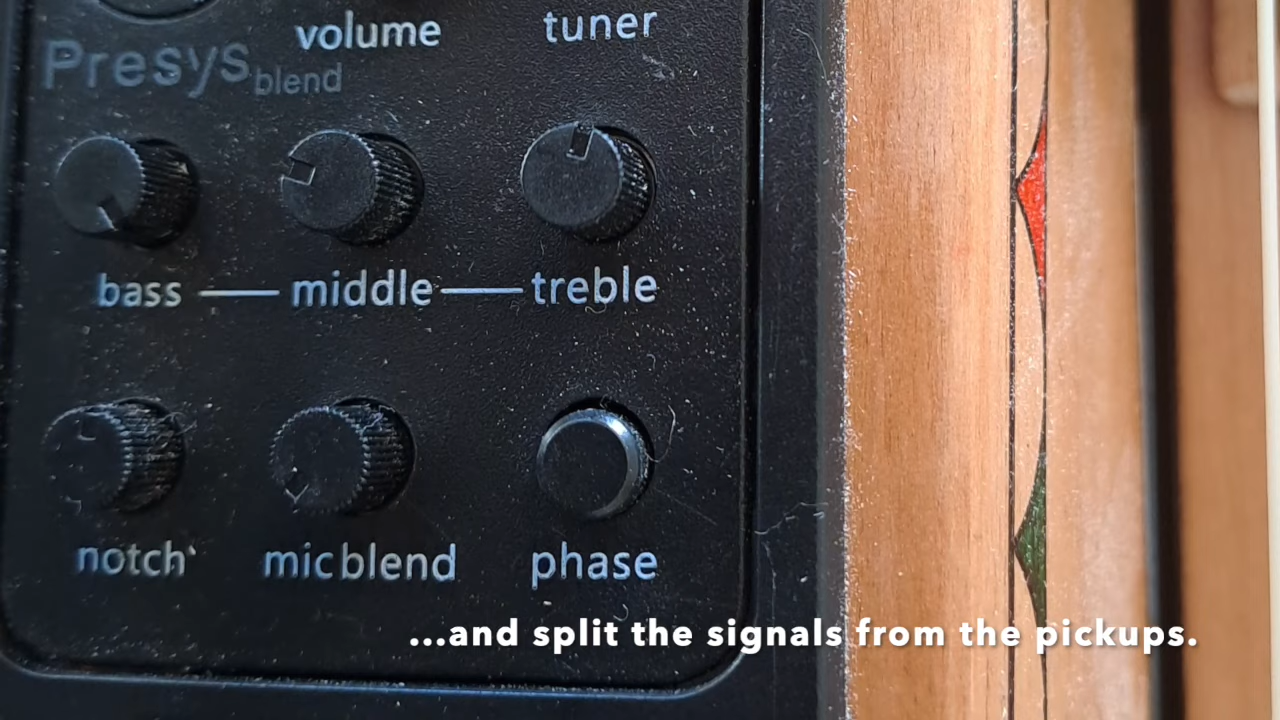 volume tuner
Presys blend
bass middle treble
notch mic blend phase
...and split the signals from the pickups.